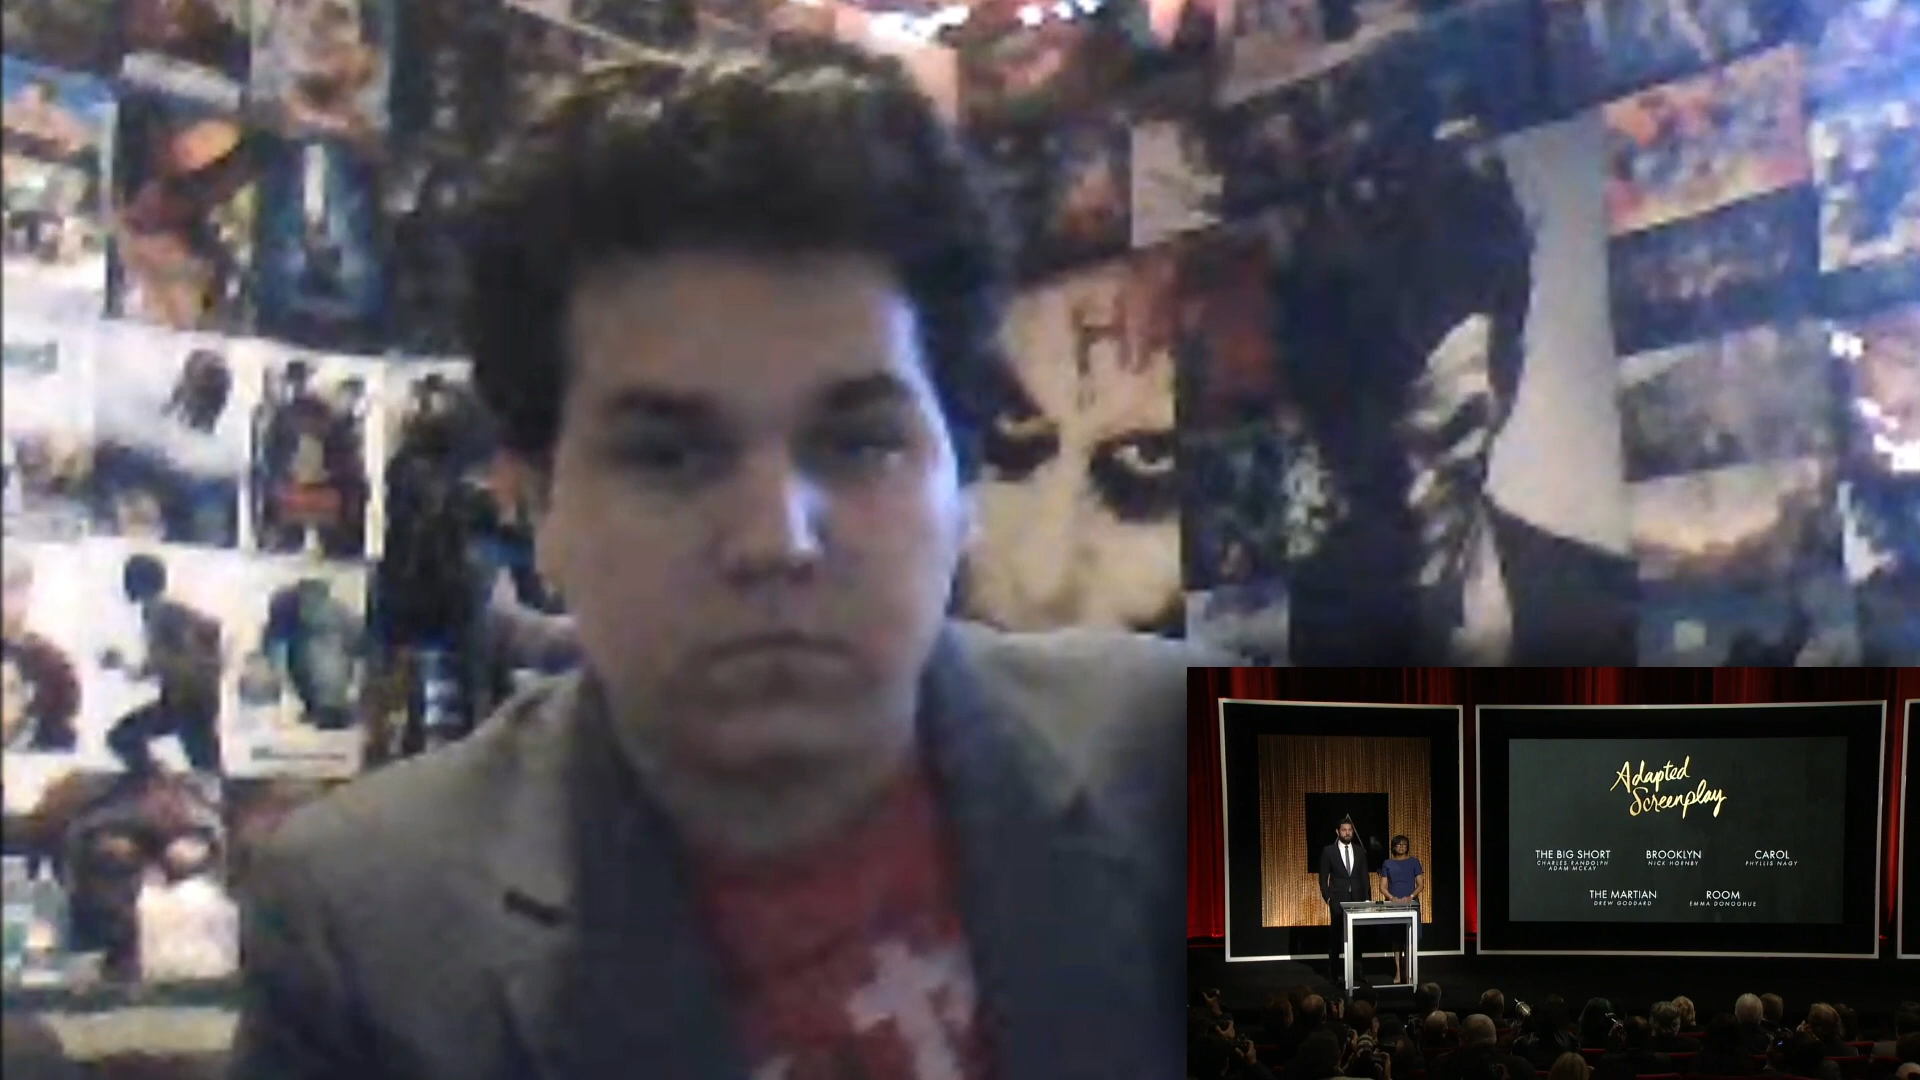 Adapted
Screenplay
THE BIG SHORT
CHARLES RANDOLPH
ADAM MCKAY
BROOKLYN
NICK HORNBY
CAROL
PHYLLIS NAGY
THE MARTIAN
DREW GODDARD
ROOM
EMMA DONOGHUE